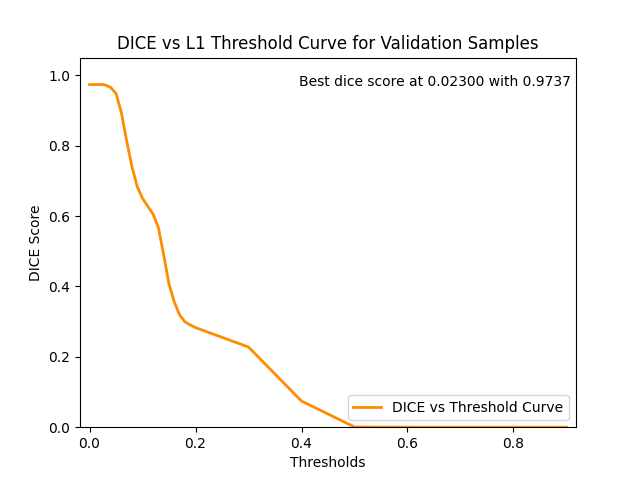 DICE vs L1 Threshold Curve for Validation Samples
Best dice score at 0.02300 with 0.9737
1.0
0.8
0.6
0.4
0.2
0.0
DICE Score
DICE vs Threshold Curve
0.0 0.2 0.4 0.6 0.8
Thresholds